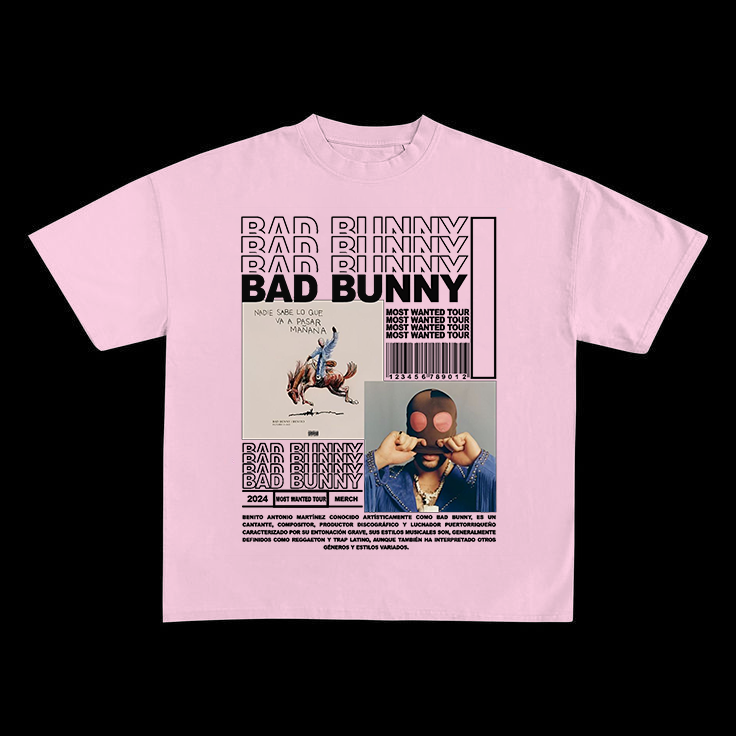 BAD BUNNY
BAD BUNNY
BAD BUNNY
BAD BUNNY
NADIE SABE LO QUE
VA A PASAR
MAÑANA
MOST WANTED TOUR
MOST WANTED TOUR
MOST WANTED TOUR
MOST WANTED TOUR
123456789012
BAD BUNNY
BAD BUNNY
BAD BUNNY
BAD BUNNY
2024 MOST WANTED TOUR MERCH
BENITO ANTONIO MARTÍNEZ CONOCIDO ARTÍSTICAMENTE COMO BAD BUNNY, ES UN
CANTANTE, COMPOSITOR, PRODUCTOR DISCOGRÁFICO Y LUCHADOR PUERTORRIQUEÑO
CARACTERIZADO POR SU ENTONACIÓN GRAVE, SUS ESTILOS MUSICALES SON, GENERALMENTE
DEFINIDOS COMO REGGAETON Y TRAP LATINO, AUNQUE TAMBIÉN HA INTERPRETADO OTROS
GÉNEROS Y ESTILOS VARIADOS.